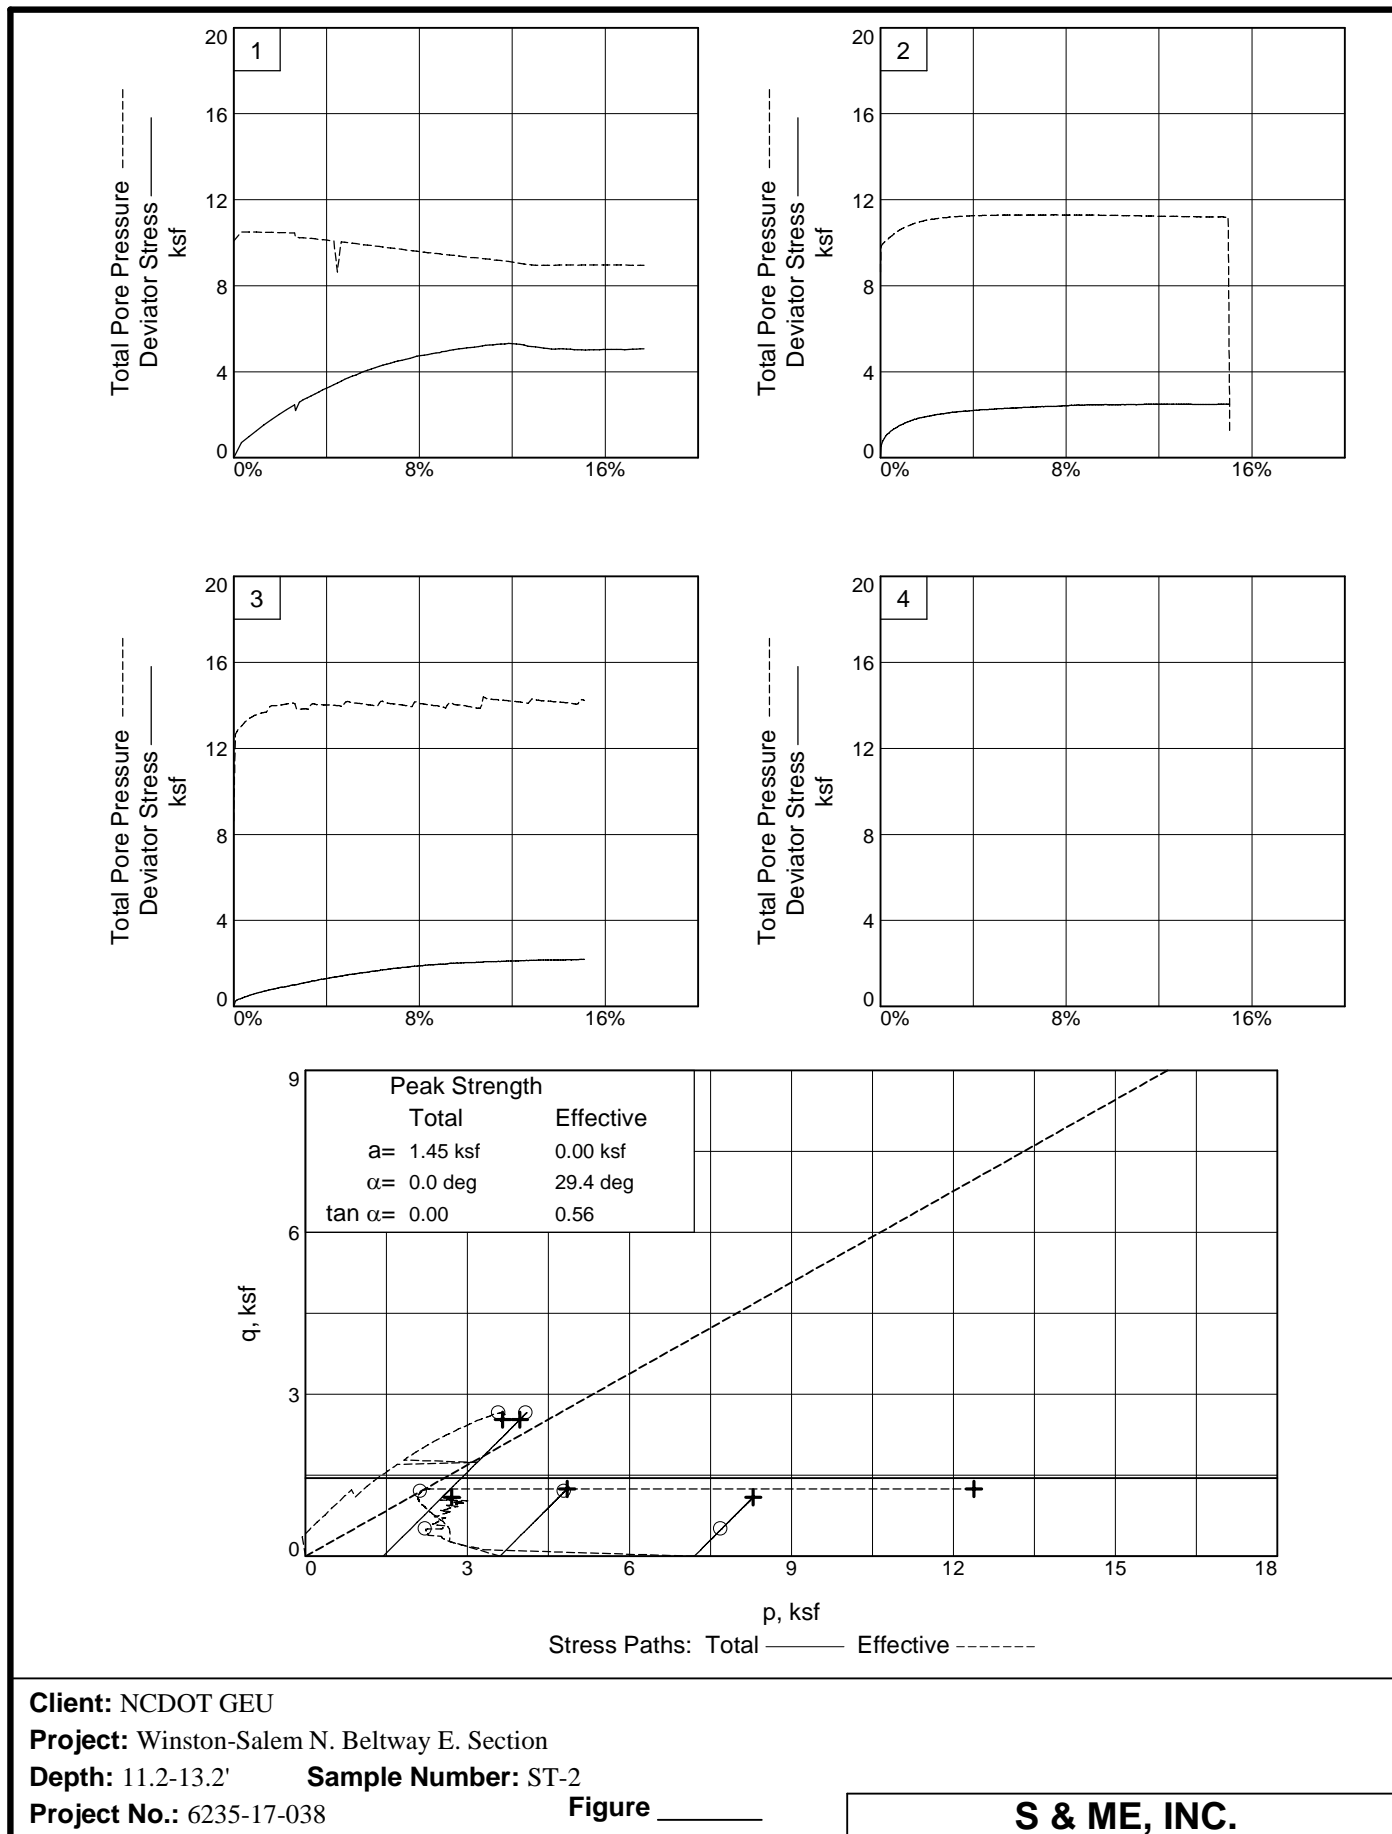 20
1
16
12
8
4
0
0%
8%
16%
Total Pore Pressure
Deviator Stress
ksf
20
2
16
12
8
4
0
0%
8%
16%
Total Pore Pressure
Deviator Stress
ksf
20
3
16
12
8
4
0
0%
8%
16%
Total Pore Pressure
Deviator Stress
ksf
20
4
16
12
8
4
0
0%
8%
16%
Total Pore Pressure
Deviator Stress
ksf
Peak Strength
Total Effective
a= 1.45 ksf 0.00 ksf
α= 0.0 deg 29.4 deg
tan α= 0.00 0.56
9
6
3
0
q, ksf
0 3 6 9 12 15 18
p, ksf
Stress Paths: Total Effective
Client: NCDOT GEU
Project: Winston-Salem N. Beltway E. Section
Depth: 11.2-13.2' Sample Number: ST-2
Project No.: 6235-17-038 Figure ________
S & ME, INC.